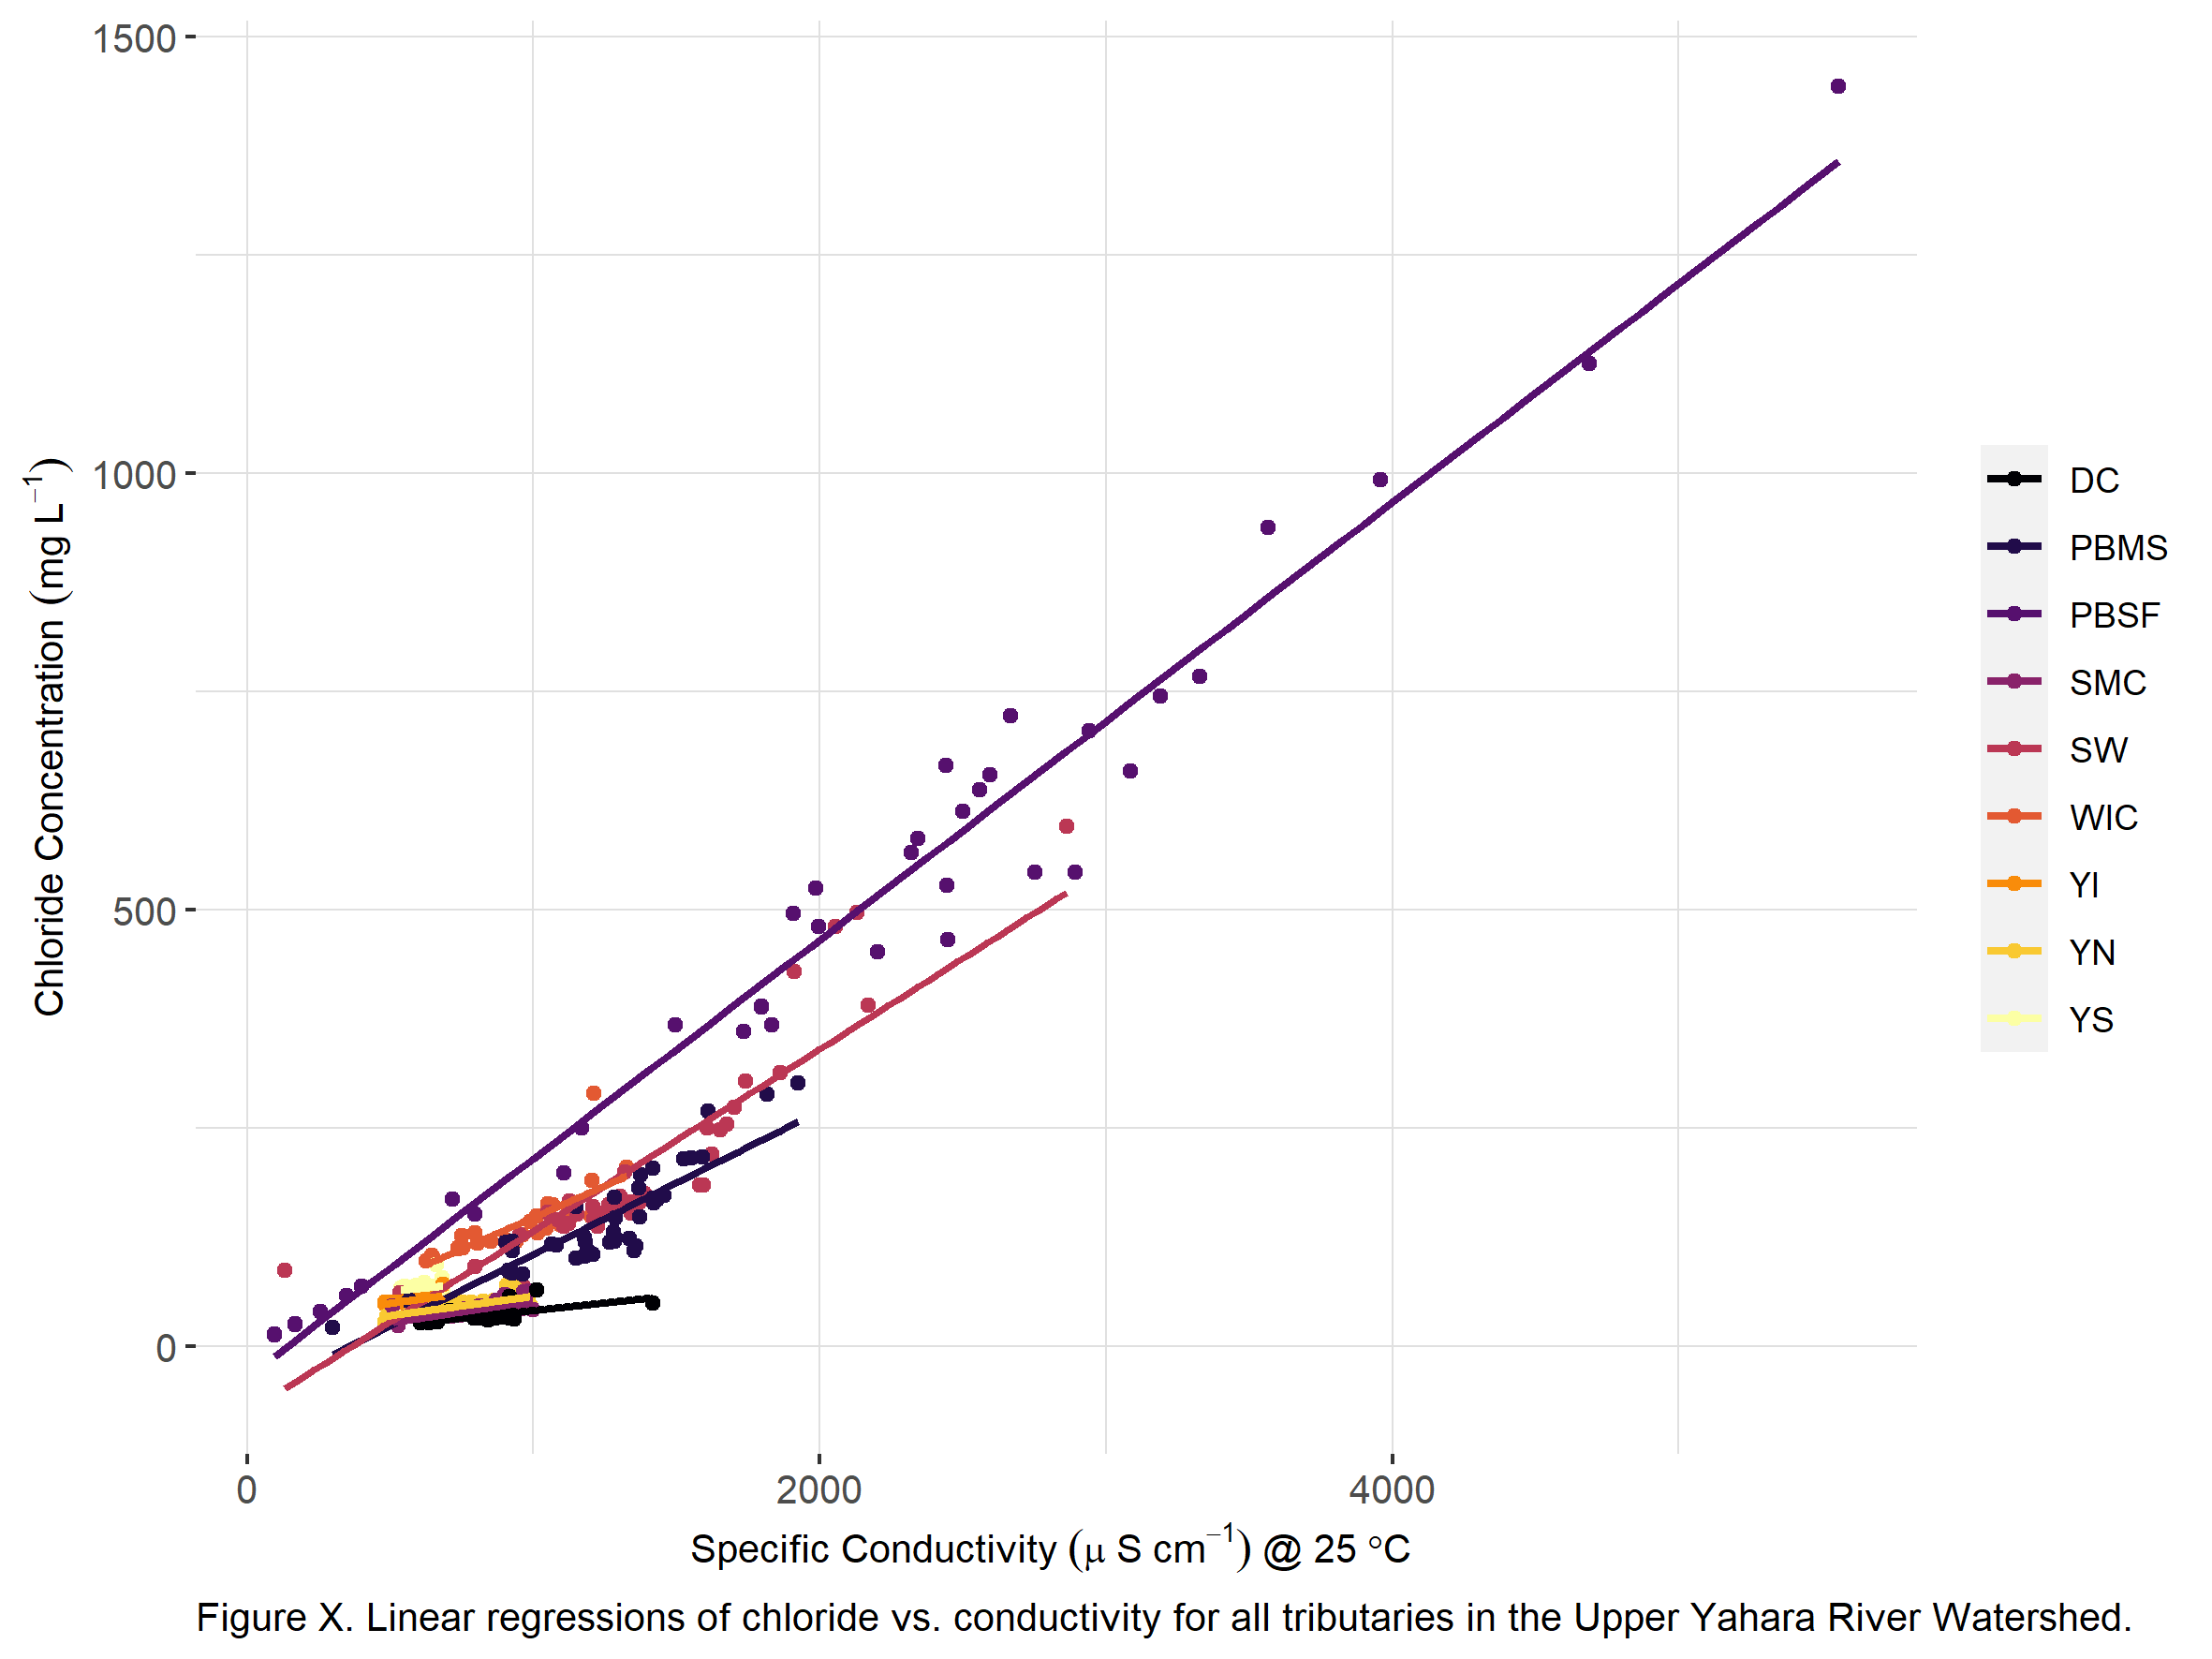 1500
1000
500
0
Chloride Concentration (mg L⁻¹)
0 2000 4000
Specific Conductivity (μ S cm⁻¹) @ 25 °C
DC
PBMS
PBSF
SMC
SW
WIC
YI
YN
YS
Figure X. Linear regressions of chloride vs. conductivity for all tributaries in the Upper Yahara River Watershed.